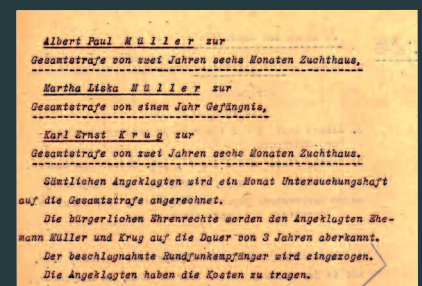 Albert Paul M ü l l e r zur
Gesamtstrafe von zwei Jahren sechs Monaten Zuchthaus,
Martha Liska M ü l l e r zur
Gesamtstrafe von einem Jahr Gefängnis,
Karl Ernst K r u g zur
Gesamtstrafe von zwei Jahren sechs Monaten Zuchthaus.
Sämtlichen Angeklagten wird ein Monat Untersuchungshaft
auf die Gesamtstrafe angerechnet.
Die bürgerlichen Ehrenrechte werden den Angeklagten Ehe-
mann Müller und Krug auf die Dauer von 3 Jahren aberkannt.
Der beschlagnahmte Rundfunkempfänger wird eingezogen.
Die Angeklagten haben die Kosten zu tragen.